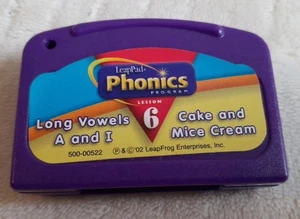 LeapPad
Phonics
PROGRAM
LESSON
6
Long Vowels
A and I
Cake and
Mice Cream
500-00522
℗ & © '02 LeapFrog Enterprises, Inc.